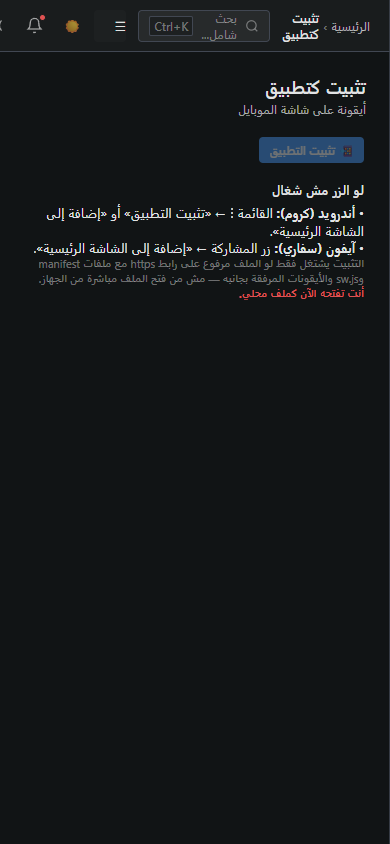 الرئيسية › تثبيت كتطبيق
بحث شامل... Ctrl+K
تثبيت كتطبيق
أيقونة على شاشة الموبايل
تثبيت التطبيق
لو الزر مش شغال
• أندرويد (كروم): القائمة ⋮ ← «تثبيت التطبيق» أو «إضافة إلى
الشاشة الرئيسية».
• آيفون (سفاري): زر المشاركة ← «إضافة إلى الشاشة الرئيسية».
التثبيت يشتغل فقط لو الملف مرفوع على رابط https مع ملفات manifest
وsw.js والأيقونات المرفقة بجانبه — مش من فتح الملف مباشرة من الجهاز.
أنت تفتحه الآن كملف محلي.